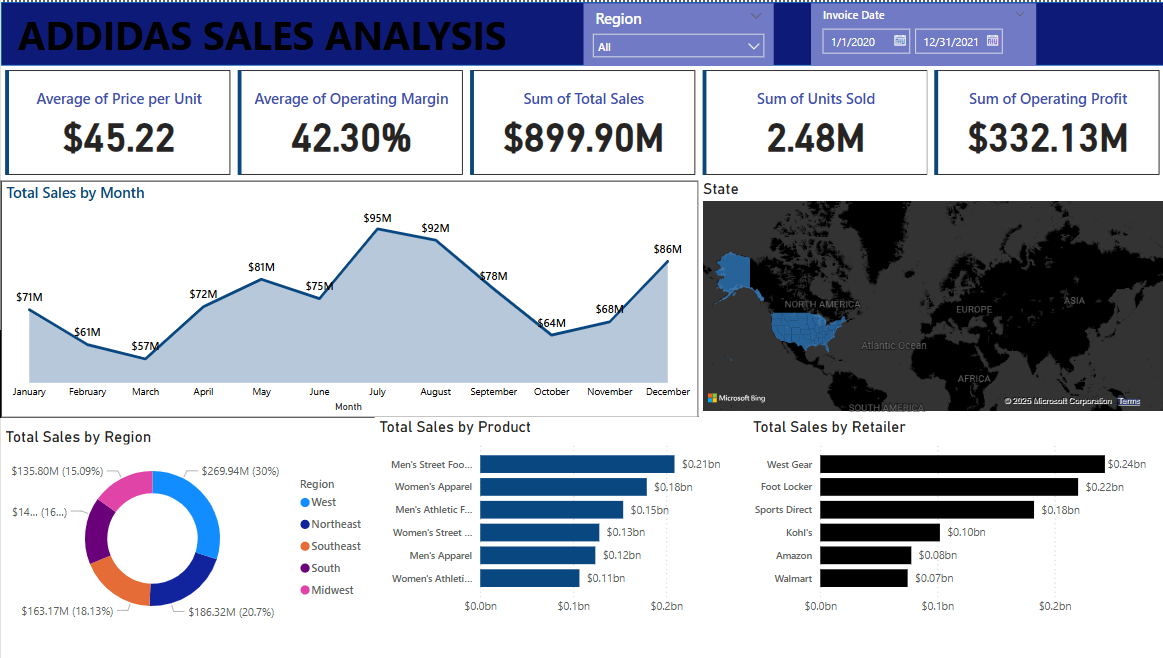 ADDIDAS SALES ANALYSIS
Region
All
Invoice Date
1/1/2020
12/31/2021
Average of Price per Unit
$45.22
Average of Operating Margin
42.30%
Sum of Total Sales
$899.90M
Sum of Units Sold
2.48M
Sum of Operating Profit
$332.13M
Total Sales by Month
$71M
$61M
$57M
$72M
$81M
$75M
$95M
$92M
$78M
$64M
$68M
$86M
January February March April May June July August September October November December
Month
State
NORTH AMERICA
EUROPE
ASIA
Atlantic Ocean
AFRICA
SOUTH AMERICA
Microsoft Bing
© 2025 Microsoft Corporation Terms
Total Sales by Region
$135.80M (15.09%)
$269.94M (30%)
$14... (16...)
$163.17M (18.13%)
$186.32M (20.7%)
Region
West
Northeast
Southeast
South
Midwest
Total Sales by Product
Men's Street Foo... $0.21bn
Women's Apparel $0.18bn
Men's Athletic F... $0.15bn
Women's Street ... $0.13bn
Men's Apparel $0.12bn
Women's Athleti... $0.11bn
$0.0bn $0.1bn $0.2bn
Total Sales by Retailer
West Gear $0.24bn
Foot Locker $0.22bn
Sports Direct $0.18bn
Kohl's $0.10bn
Amazon $0.08bn
Walmart $0.07bn
$0.0bn $0.1bn $0.2bn